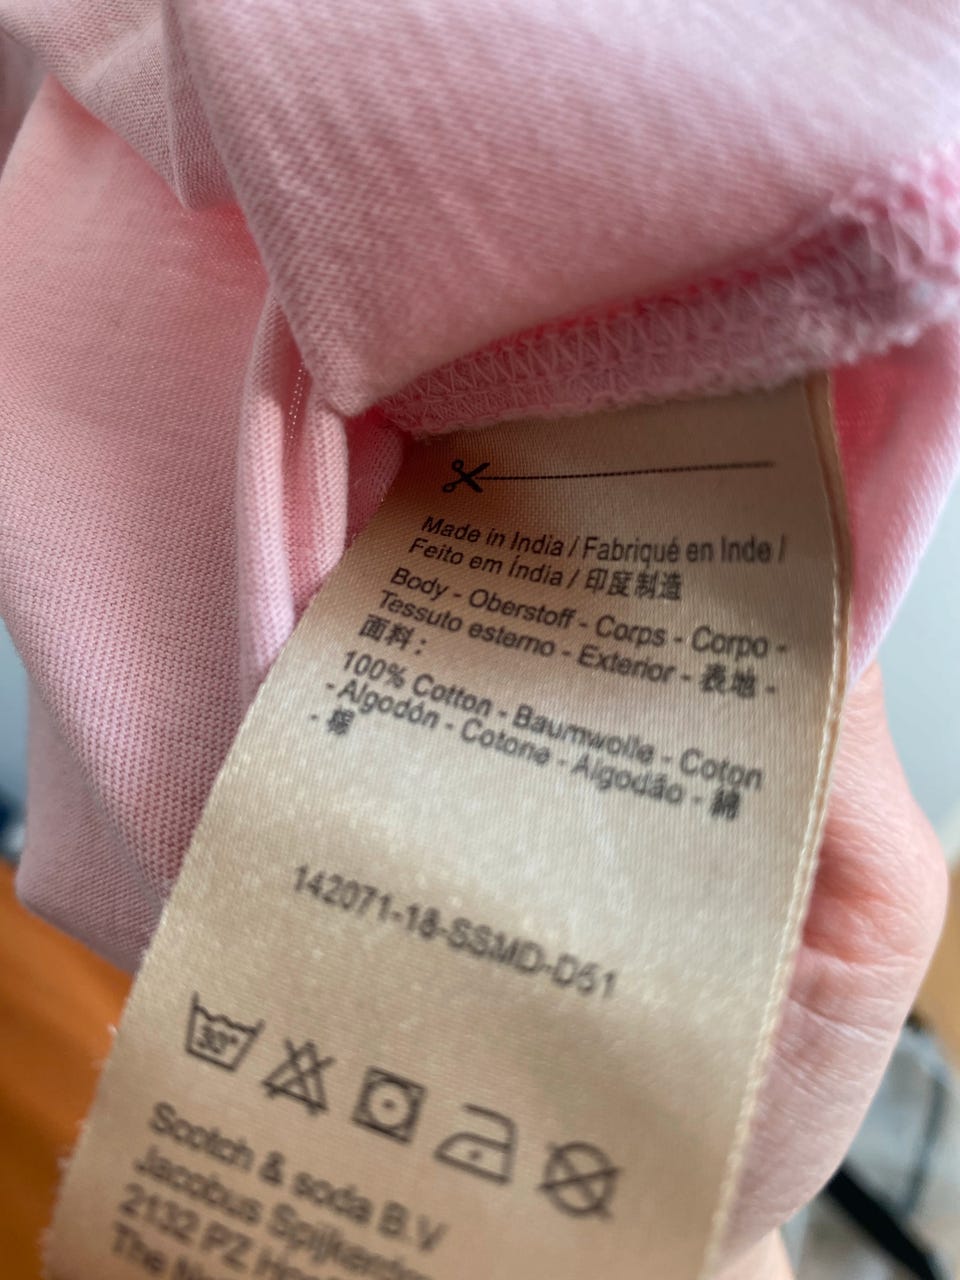 Made in India / Fabriqué en Inde /
Feito em Índia / 印度制造
Body - Oberstoff - Corps - Corpo -
Tessuto esterno - Exterior - 表地 -
面料：
100% Cotton - Baumwolle - Coton
- Algodón - Cotone - Algodão - 綿
- 棉
142071-18-SSMD-D51
30°
Scotch & soda B.V
Jacobus
2132 PZ
The